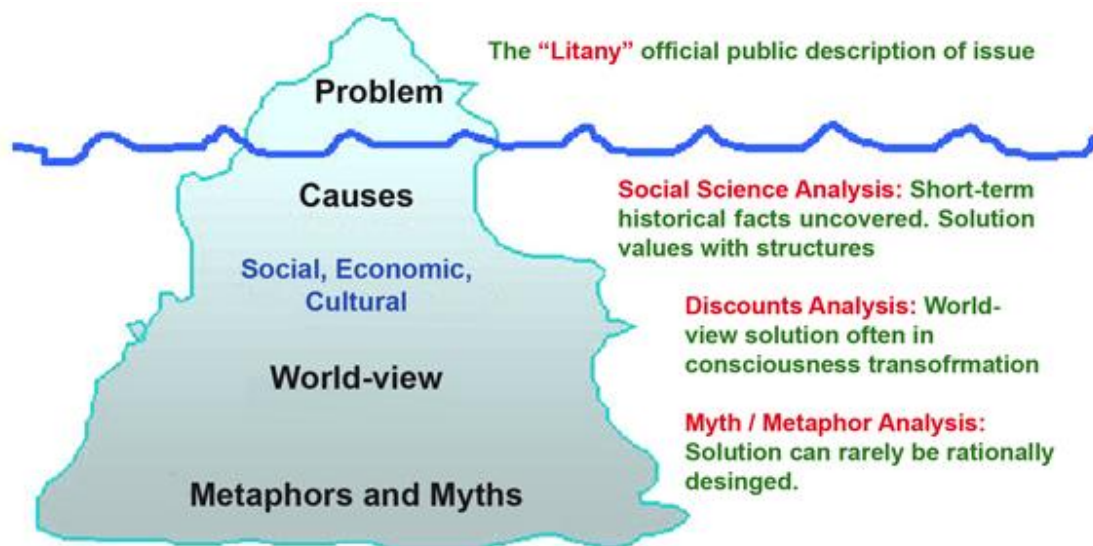 The “Litany” official public description of issue
Problem
Causes
Social, Economic,
Cultural
World-view
Metaphors and Myths
Social Science Analysis: Short-term
historical facts uncovered. Solution
values with structures
Discounts Analysis: World-
view solution often in
consciousness transofrmation
Myth / Metaphor Analysis:
Solution can rarely be rationally
desinged.